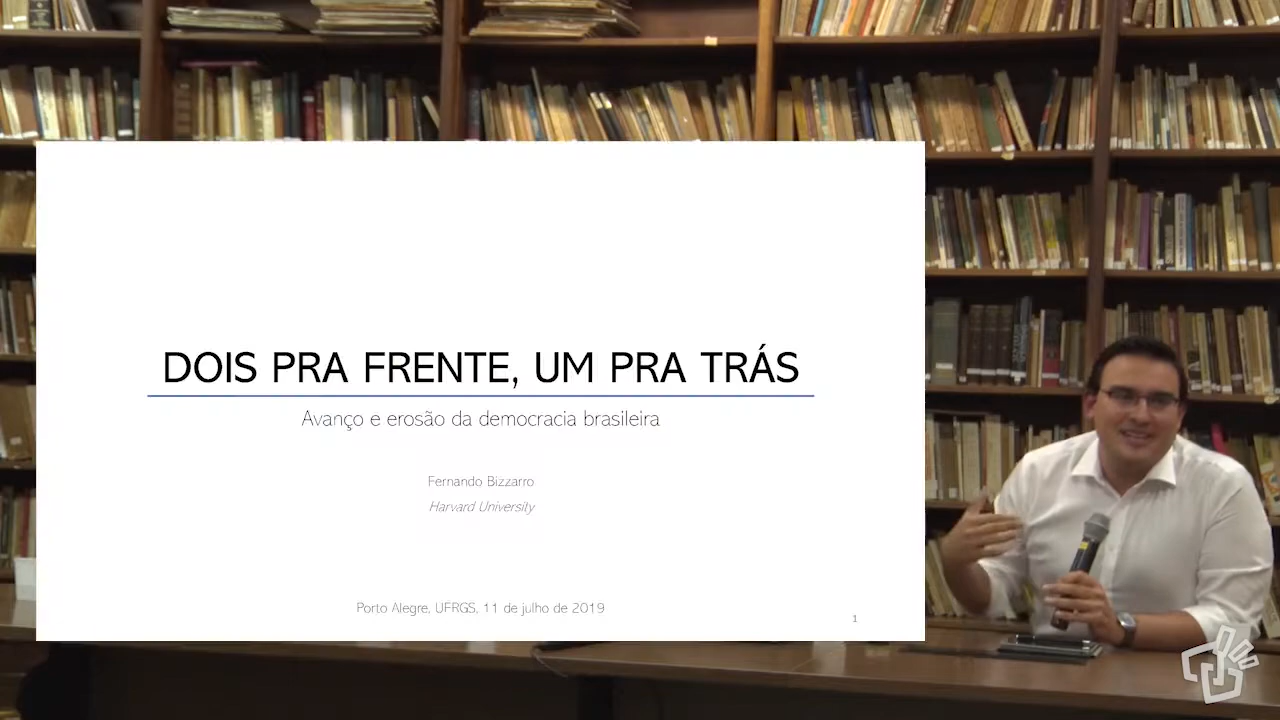 DOIS PRA FRENTE, UM PRA TRÁS
Avanço e erosão da democracia brasileira
Fernando Bizzarro
Harvard University
Porto Alegre, UFRGS, 11 de julho de 2019
1